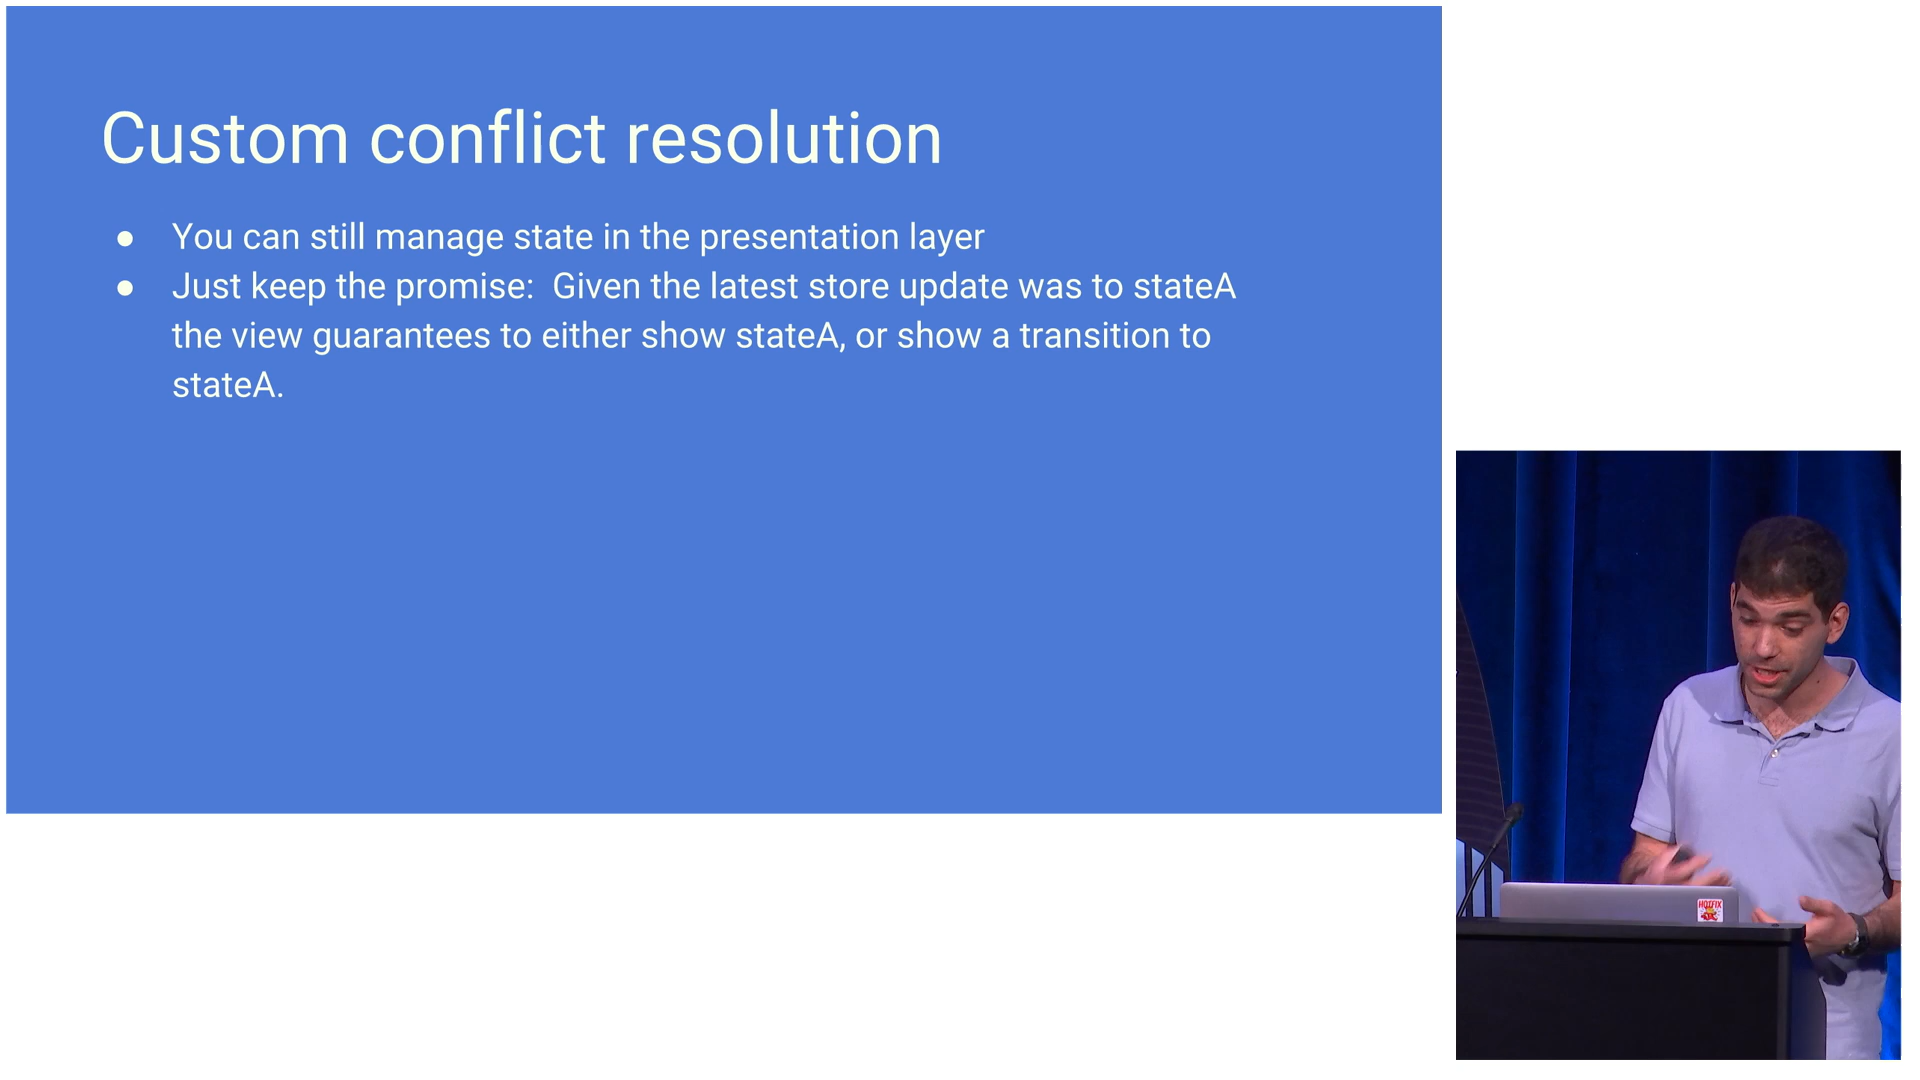 Custom conflict resolution
● You can still manage state in the presentation layer
● Just keep the promise:  Given the latest store update was to stateA
the view guarantees to either show stateA, or show a transition to
stateA.
HOTFIX